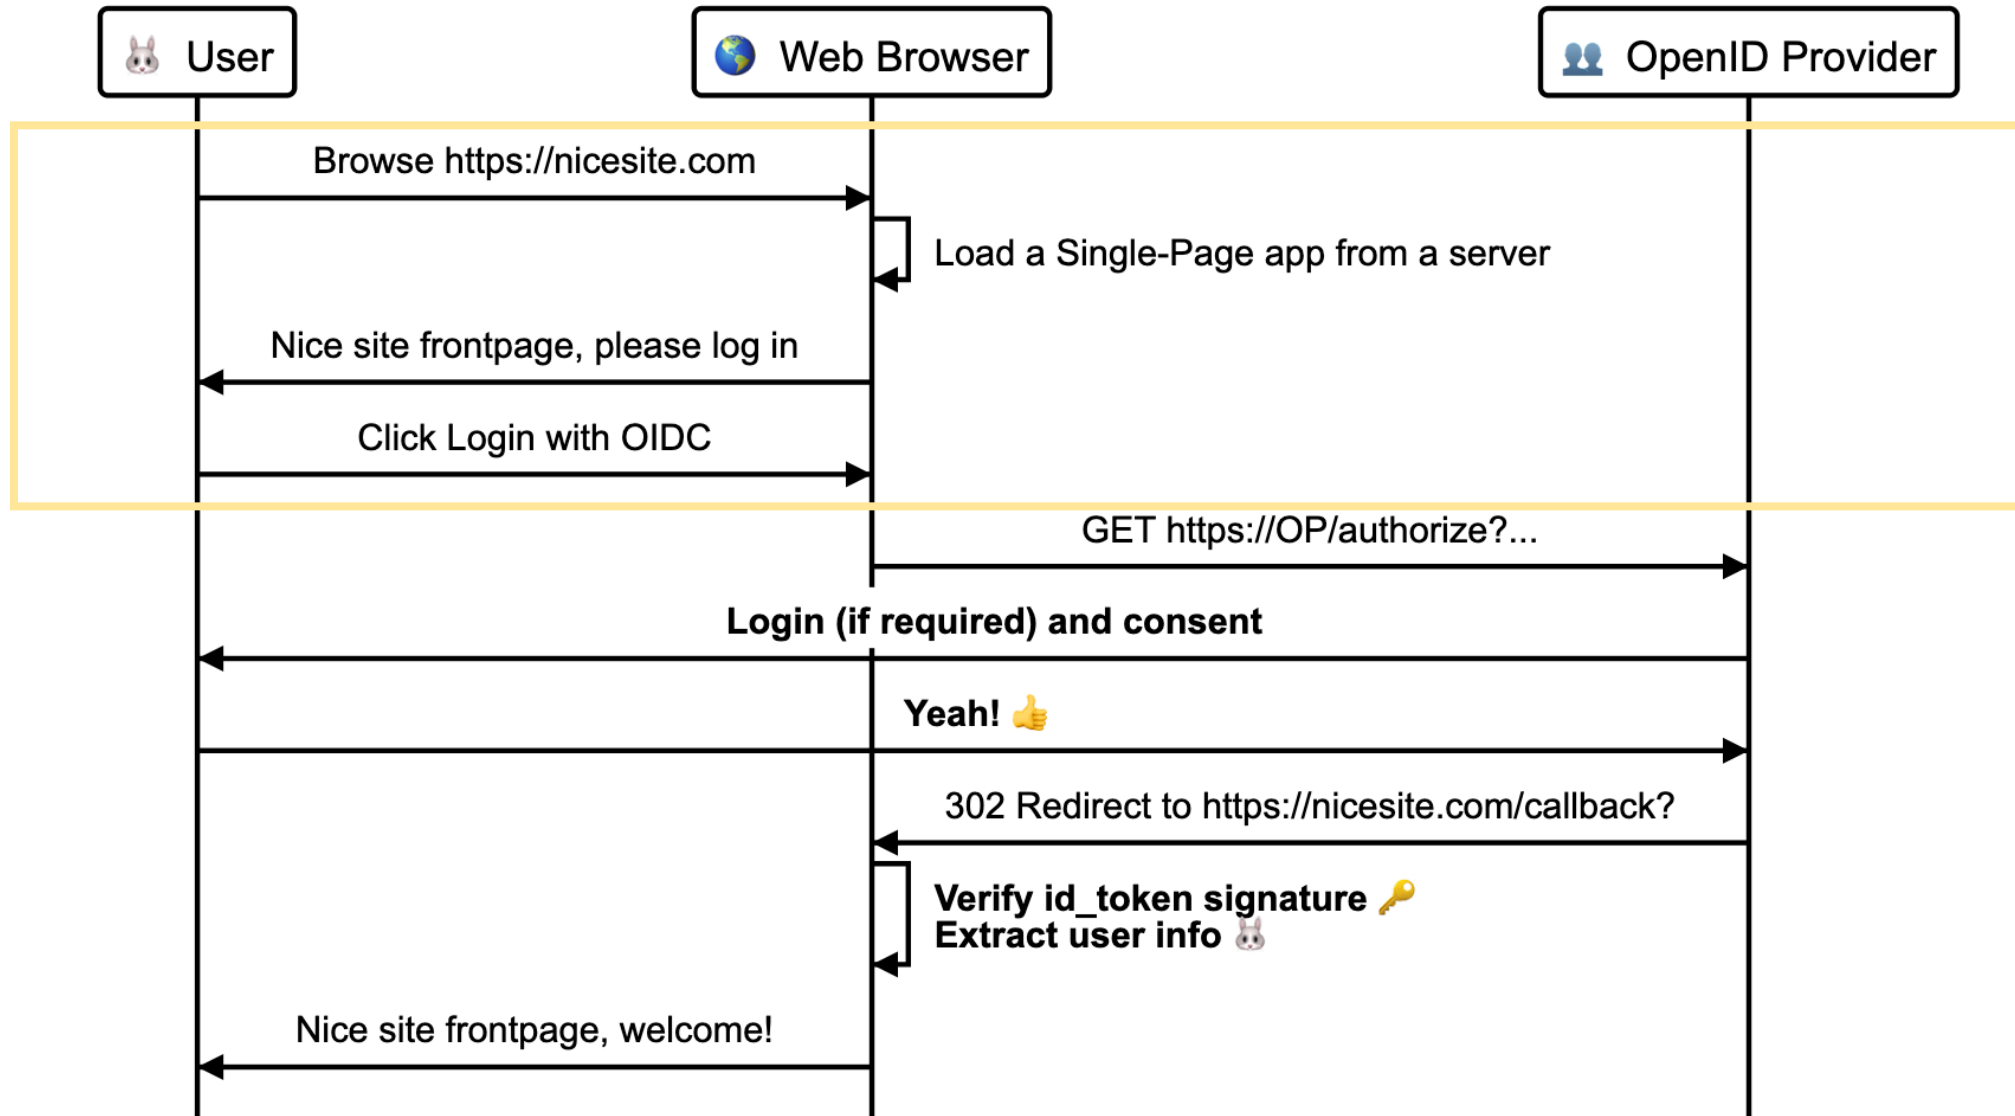 User
Web Browser
OpenID Provider
Browse https://nicesite.com
Load a Single-Page app from a server
Nice site frontpage, please log in
Click Login with OIDC
GET https://OP/authorize?...
Login (if required) and consent
Yeah! 👍
302 Redirect to https://nicesite.com/callback?
Verify id_token signature 🔑
Extract user info 🐰
Nice site frontpage, welcome!